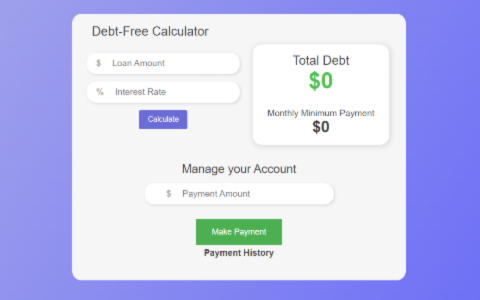 Debt-Free Calculator
$ Loan Amount
% Interest Rate
Calculate
Total Debt
$0
Monthly Minimum Payment
$0
Manage your Account
$ Payment Amount
Make Payment
Payment History